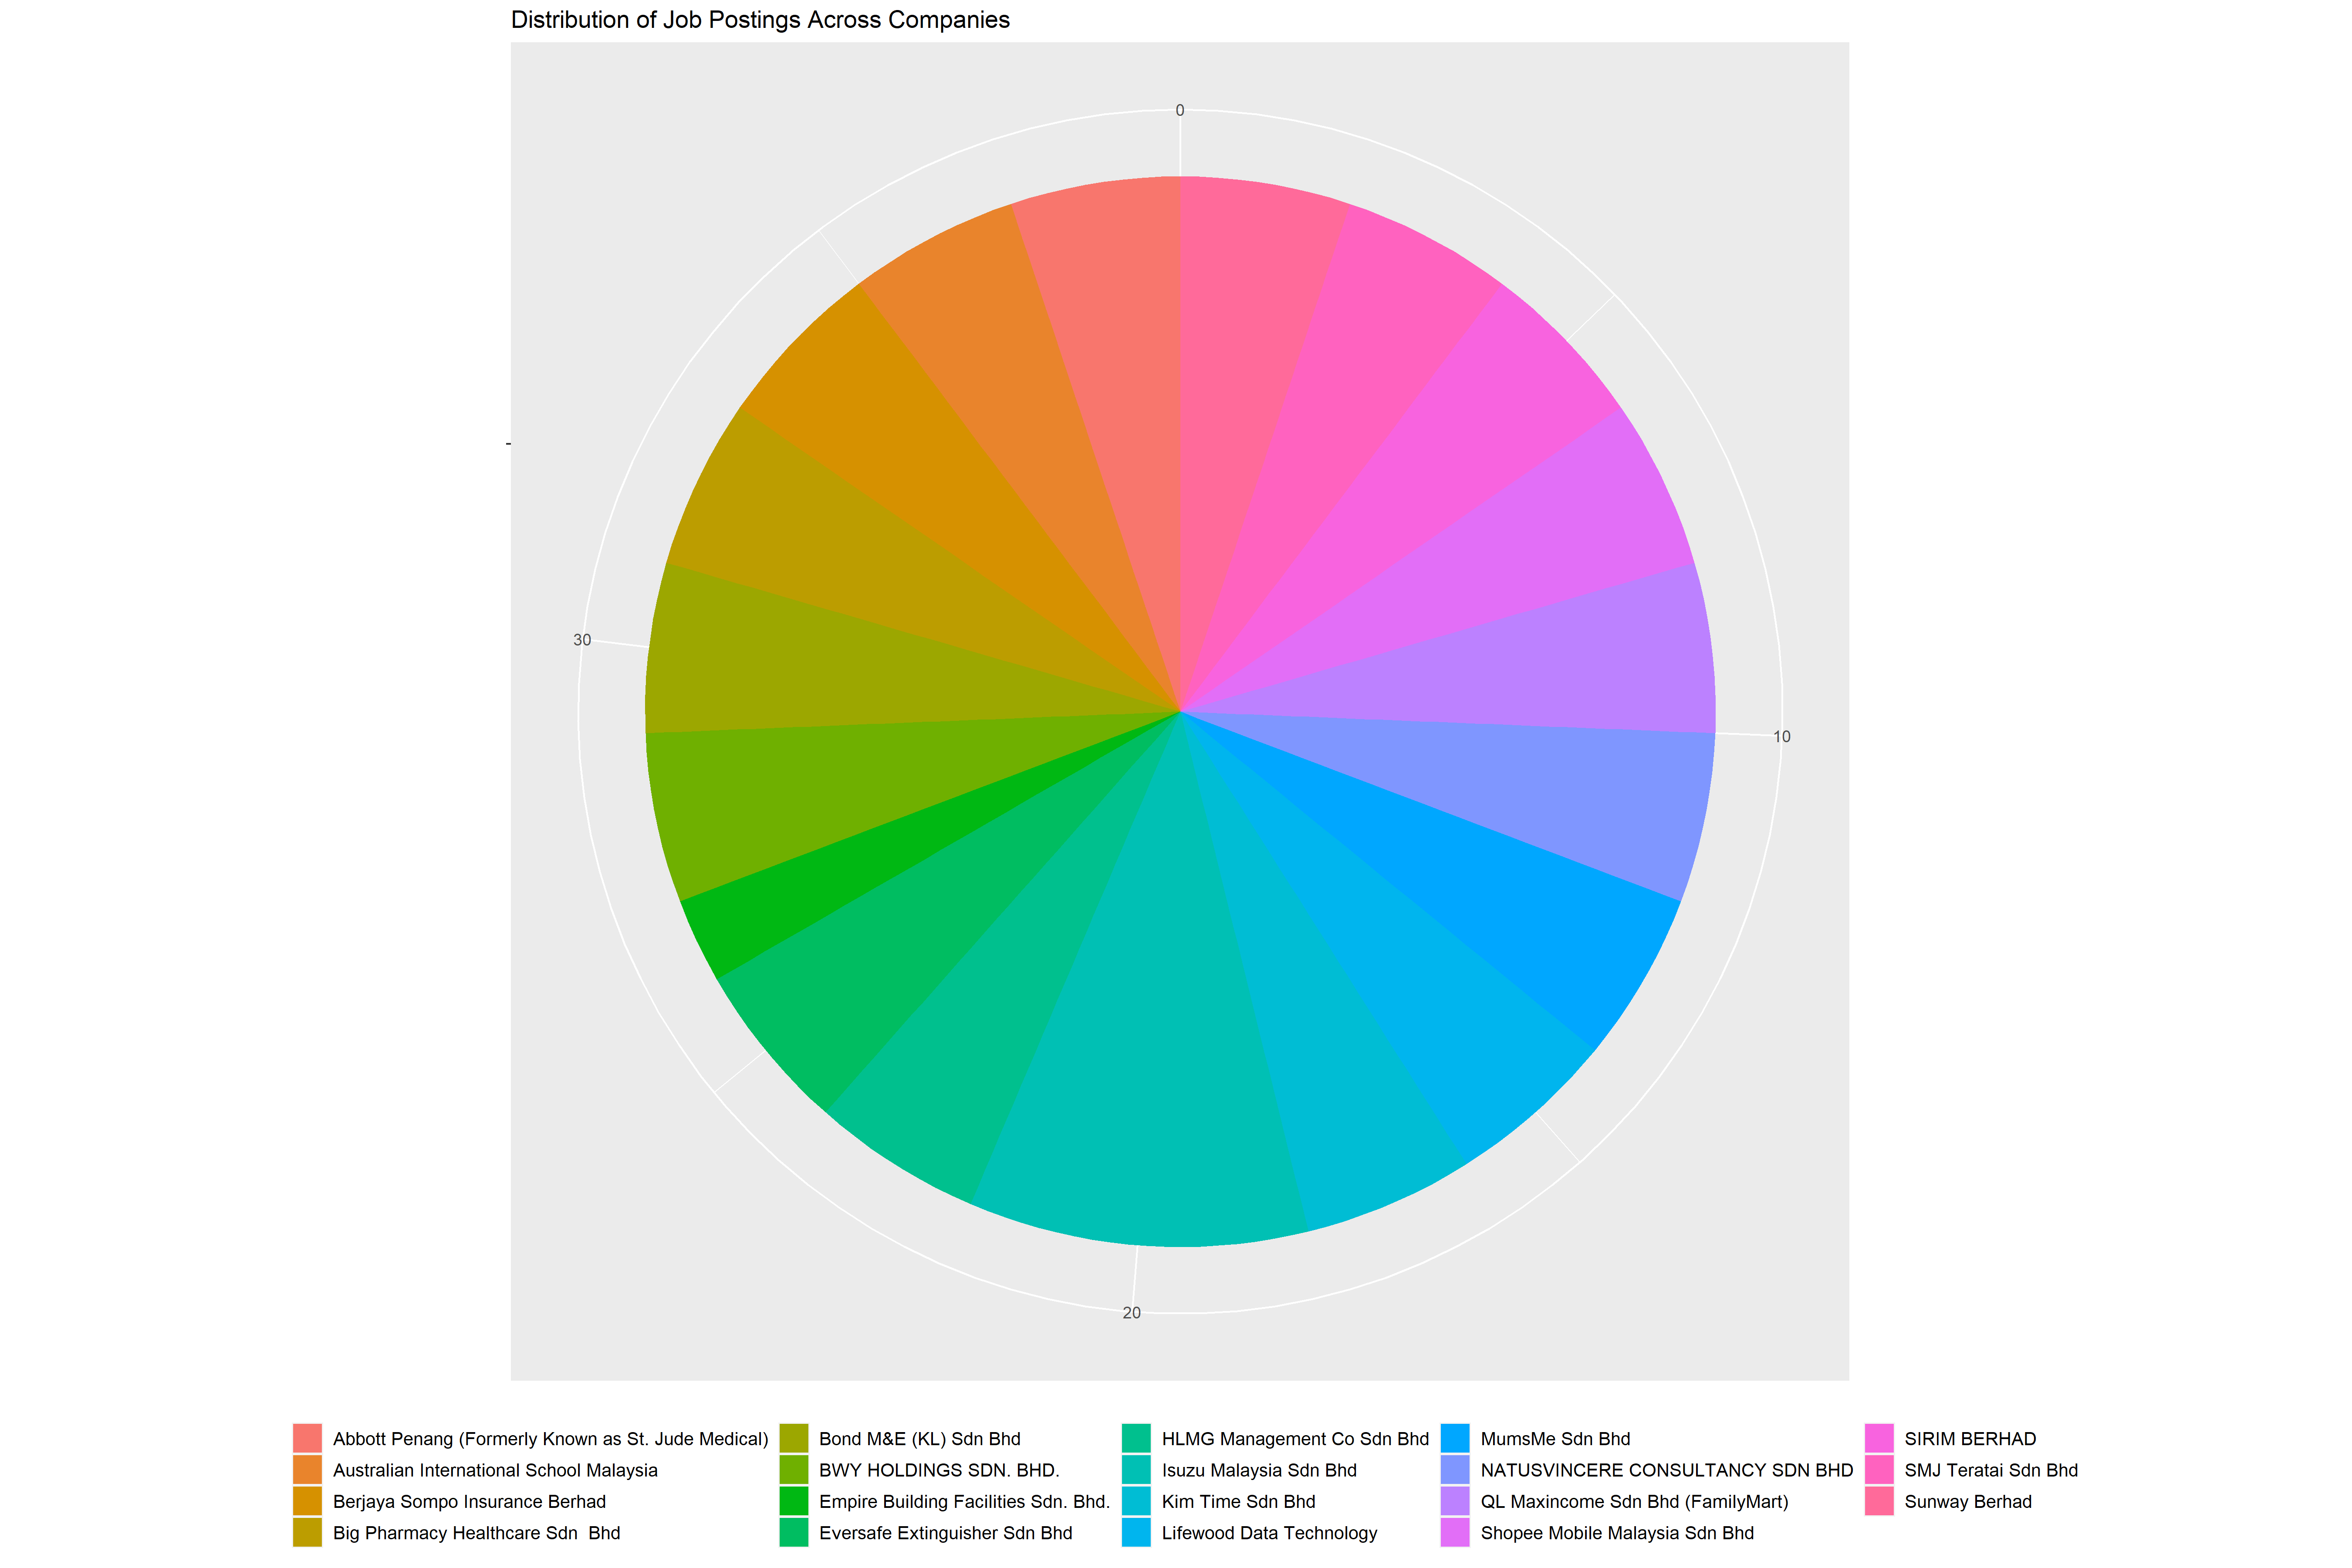 Distribution of Job Postings Across Companies
0
30
10
20
Abbott Penang (Formerly Known as St. Jude Medical)
Australian International School Malaysia
Berjaya Sompo Insurance Berhad
Big Pharmacy Healthcare Sdn  Bhd
Bond M&E (KL) Sdn Bhd
BWY HOLDINGS SDN. BHD.
Empire Building Facilities Sdn. Bhd.
Eversafe Extinguisher Sdn Bhd
HLMG Management Co Sdn Bhd
Isuzu Malaysia Sdn Bhd
Kim Time Sdn Bhd
Lifewood Data Technology
MumsMe Sdn Bhd
NATUSVINCERE CONSULTANCY SDN BHD
QL Maxincome Sdn Bhd (FamilyMart)
Shopee Mobile Malaysia Sdn Bhd
SIRIM BERHAD
SMJ Teratai Sdn Bhd
Sunway Berhad